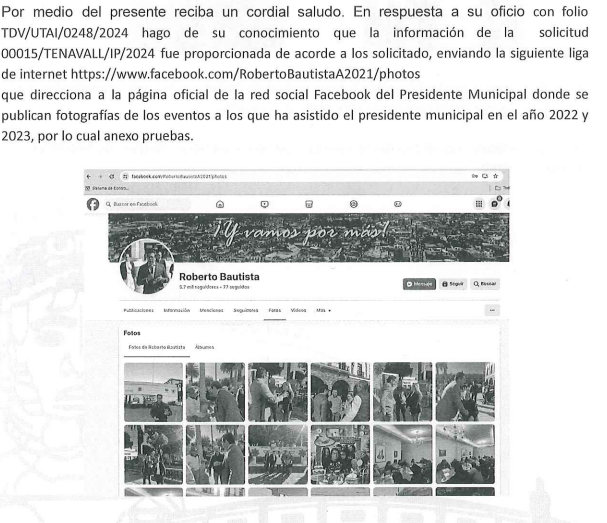 Por medio del presente reciba un cordial saludo. En respuesta a su oficio con folio
TDV/UTAI/0248/2024 hago de su conocimiento que la información de la solicitud
00015/TENAVALL/IP/2024 fue proporcionada de acorde a los solicitado, enviando la siguiente liga
de internet https://www.facebook.com/RobertoBautistaA2021/photos
que direcciona a la página oficial de la red social Facebook del Presidente Municipal donde se
publican fotografías de los eventos a los que ha asistido el presidente municipal en el año 2022 y
2023, por lo cual anexo pruebas.
facebook.com/RobertoBautistaA2021/photos
Buscar en Facebook
¡Y vamos por más!
Roberto Bautista
5.7 mil seguidores • 77 seguidos
Mensaje Seguir Buscar
Publicaciones Información Menciones Seguidores Fotos Videos Más
Fotos
Fotos de Roberto Bautista Álbumes